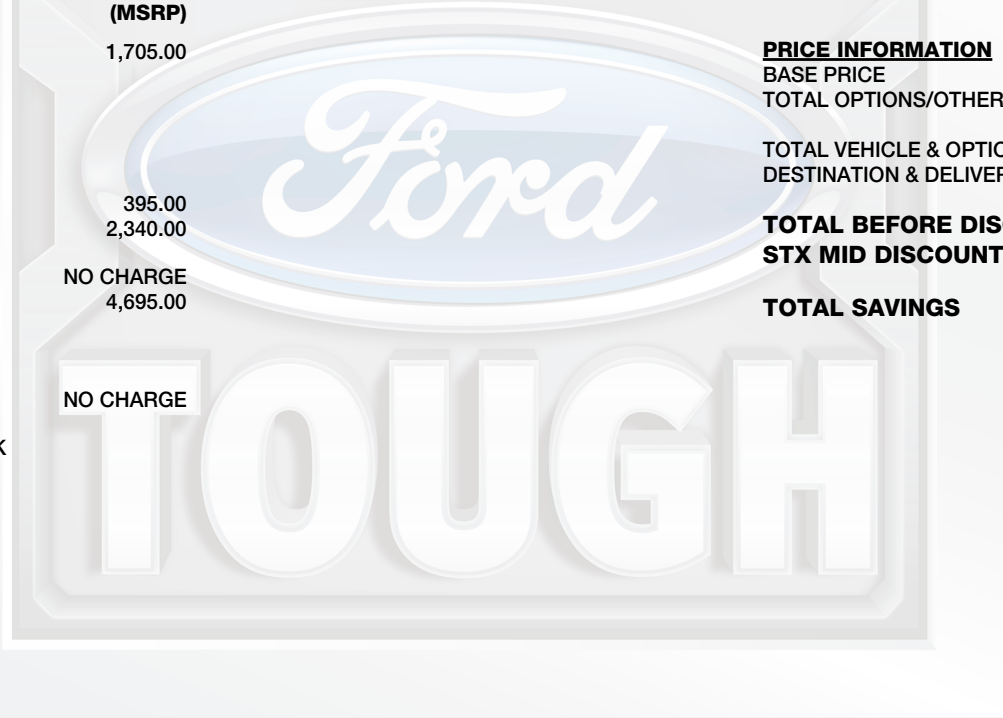 (MSRP)
1,705.00
395.00
2,340.00
NO CHARGE
4,695.00
NO CHARGE
K
PRICE INFORMATION
BASE PRICE
TOTAL OPTIONS/OTHER
TOTAL VEHICLE & OPTIO
DESTINATION & DELIVER
TOTAL BEFORE DIS
STX MID DISCOUNT
TOTAL SAVINGS
Ford
TOUGH